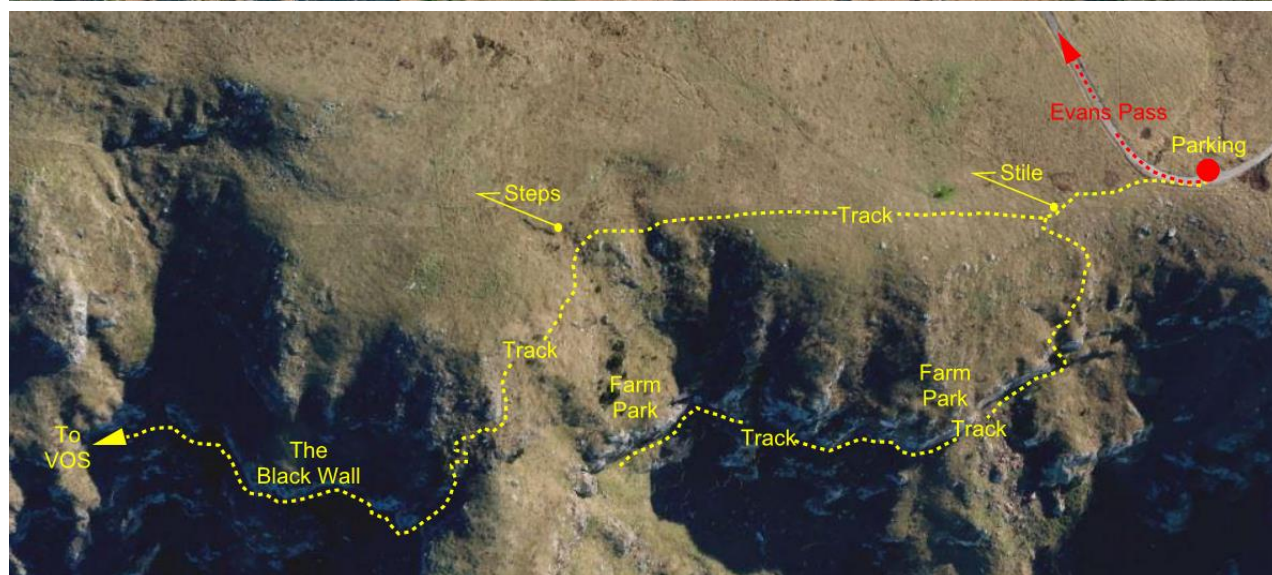 Evans Pass
Parking
Stile
Steps
Track
Track
Farm
Park
Farm
Park
Track
Track
The
Black Wall
To
VOS